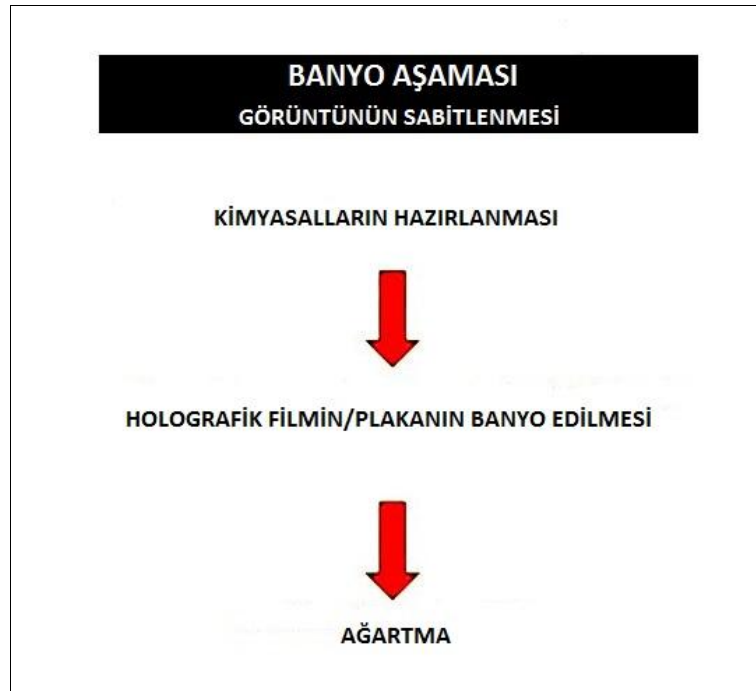 BANYO AŞAMASI
GÖRÜNTÜNÜN SABİTLENMESİ
KİMYASALLARIN HAZIRLANMASI
HOLOGRAFİK FİLMİN/PLAKANIN BANYO EDİLMESİ
AĞARTMA